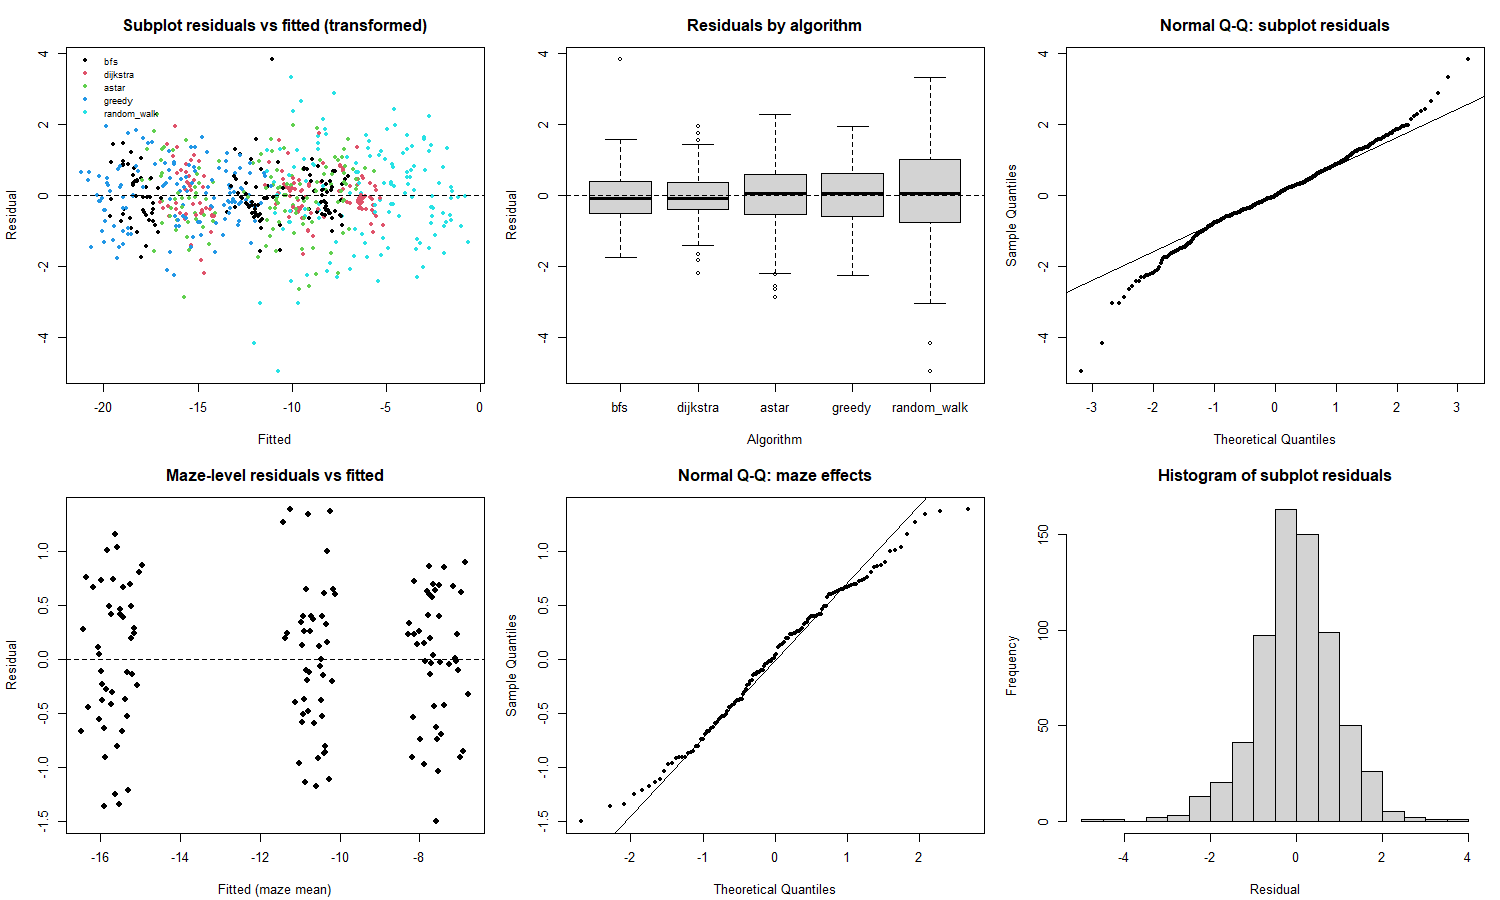 Subplot residuals vs fitted (transformed)
Residual
4
2
0
-2
-4
bfs
dijkstra
astar
greedy
random_walk
-20 -15 -10 -5 0
Fitted
Residuals by algorithm
Residual
4
2
0
-2
-4
bfs dijkstra astar greedy random_walk
Algorithm
Normal Q-Q: subplot residuals
Sample Quantiles
4
2
0
-2
-4
-3 -2 -1 0 1 2 3
Theoretical Quantiles
Maze-level residuals vs fitted
Residual
1.0
0.5
0.0
-0.5
-1.0
-1.5
-16 -14 -12 -10 -8
Fitted (maze mean)
Normal Q-Q: maze effects
Sample Quantiles
1.0
0.5
0.0
-0.5
-1.0
-1.5
-2 -1 0 1 2
Theoretical Quantiles
Histogram of subplot residuals
Frequency
150
100
50
0
-4 -2 0 2 4
Residual